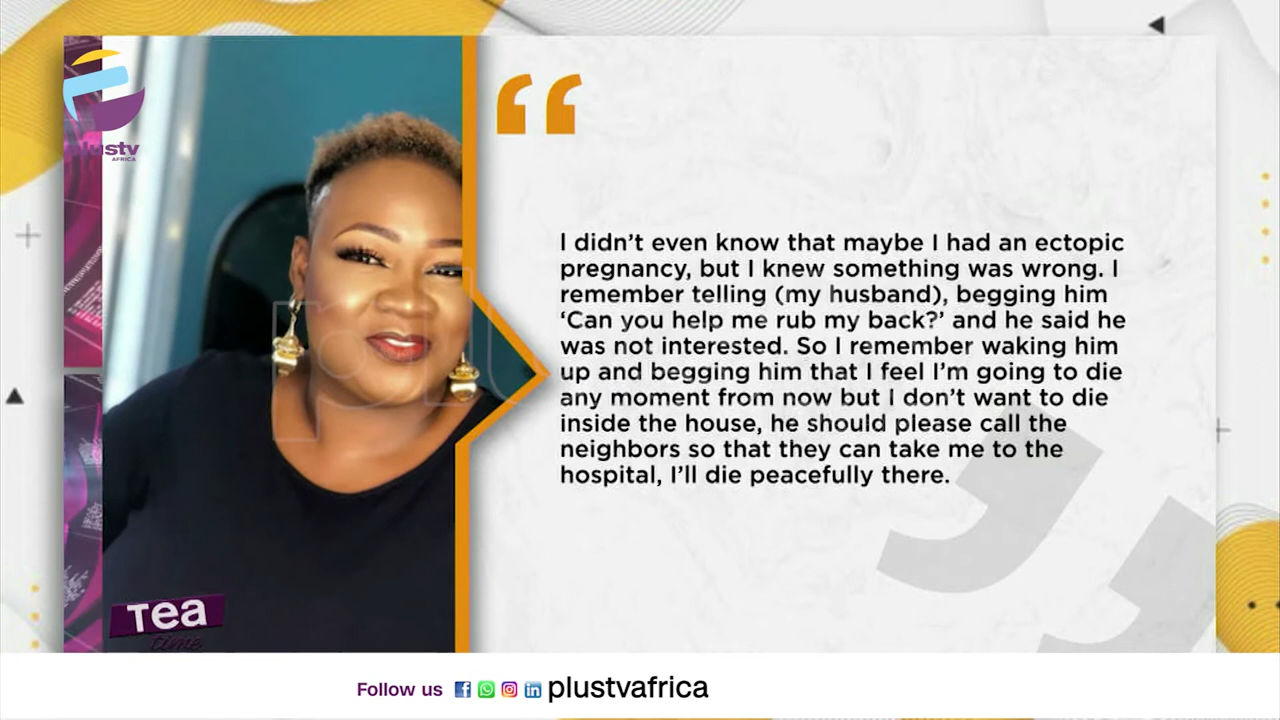 plustv
AFRICA
I didn’t even know that maybe I had an ectopic
pregnancy, but I knew something was wrong. I
remember telling (my husband), begging him
‘Can you help me rub my back?’ and he said he
was not interested. So I remember waking him
up and begging him that I feel I’m going to die
any moment from now but I don’t want to die
inside the house, he should please call the
neighbors so that they can take me to the
hospital, I’ll die peacefully there.
Tea
time
Follow us plustvafrica